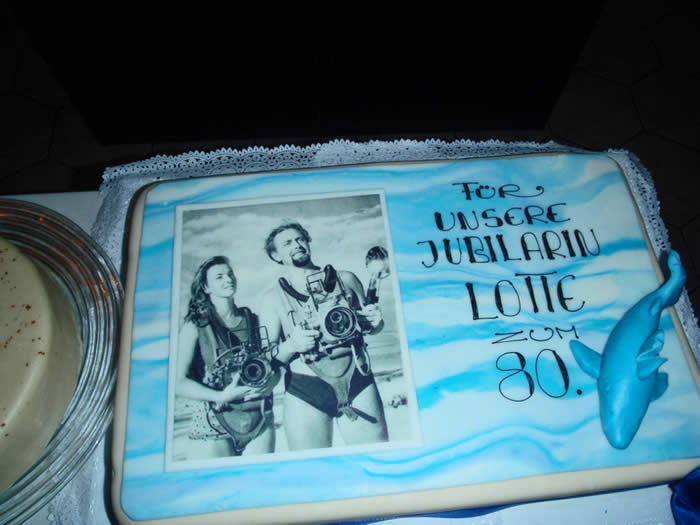 FÜR
UNSERE
JUBILARIN
LOTTE
ZUM
80.